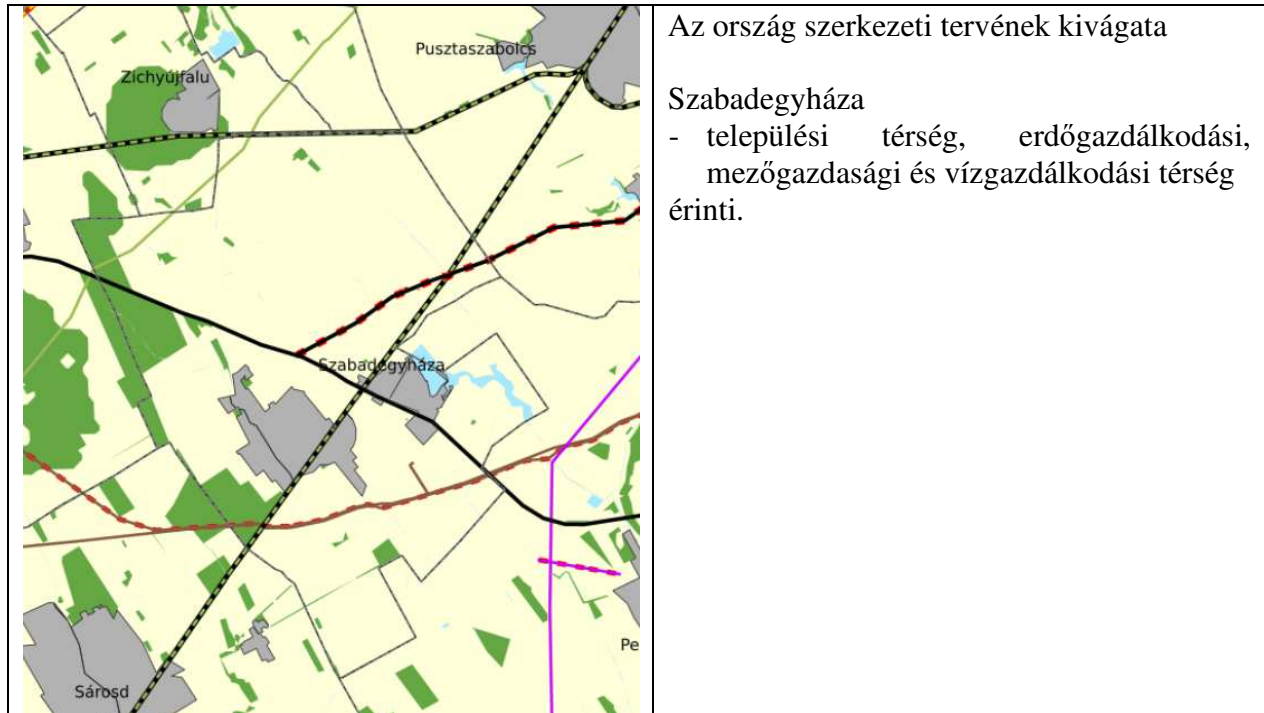 Pusztaszabolcs
Zichyújfalu
Szabadegyháza
Pe
Sárosd
Az ország szerkezeti tervének kivágata
Szabadegyháza
- települési térség, erdőgazdálkodási,
mezőgazdasági és vízgazdálkodási térség
érinti.